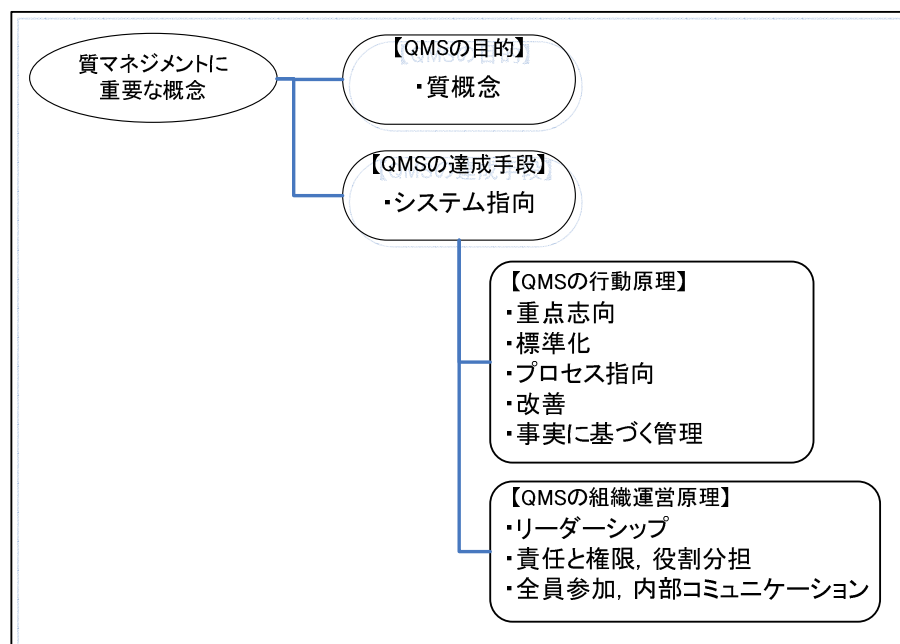 質マネジメントに
重要な概念
【QMSの目的】
・質概念
【QMSの達成手段】
・システム指向
【QMSの行動原理】
・重点志向
・標準化
・プロセス指向
・改善
・事実に基づく管理
【QMSの組織運営原理】
・リーダーシップ
・責任と権限, 役割分担
・全員参加, 内部コミュニケーション